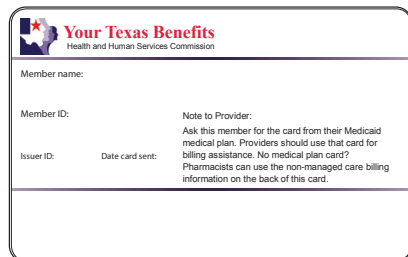 Your Texas Benefits
Health and Human Services Commission
Member name:
Member ID:
Note to Provider:
Ask this member for the card from their Medicaid
medical plan. Providers should use that card for
billing assistance. No medical plan card?
Pharmacists can use the non-managed care billing
information on the back of this card.
Issuer ID:
Date card sent: